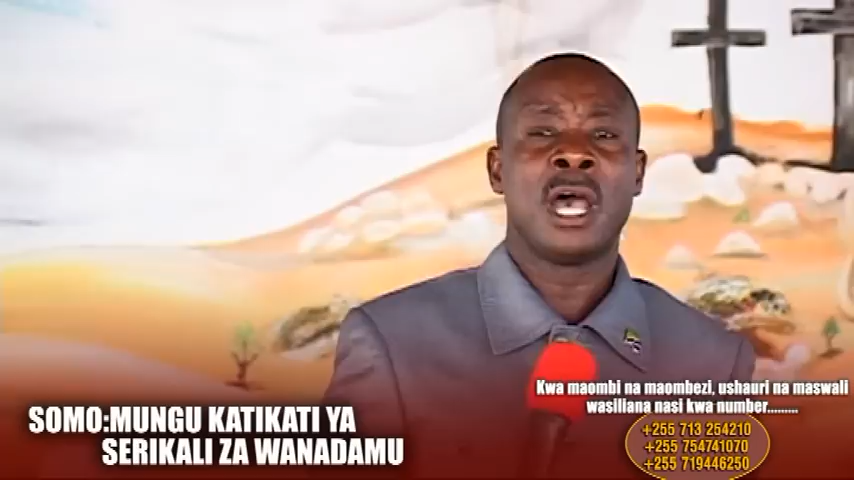 SOMO:MUNGU KATIKATI YA
SERIKALI ZA WANADAMU
Kwa maombi na maombezi, ushauri na maswali
wasiliana nasi kwa number.........
+255 713 254210
+255 754741070
+255 719446250